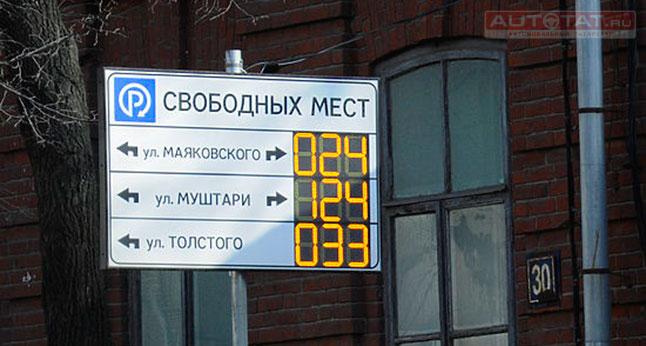 AUTOTAT.RU
P СВОБОДНЫХ МЕСТ
ул. МАЯКОВСКОГО 024
ул. МУШТАРИ 124
ул. ТОЛСТОГО 033
30